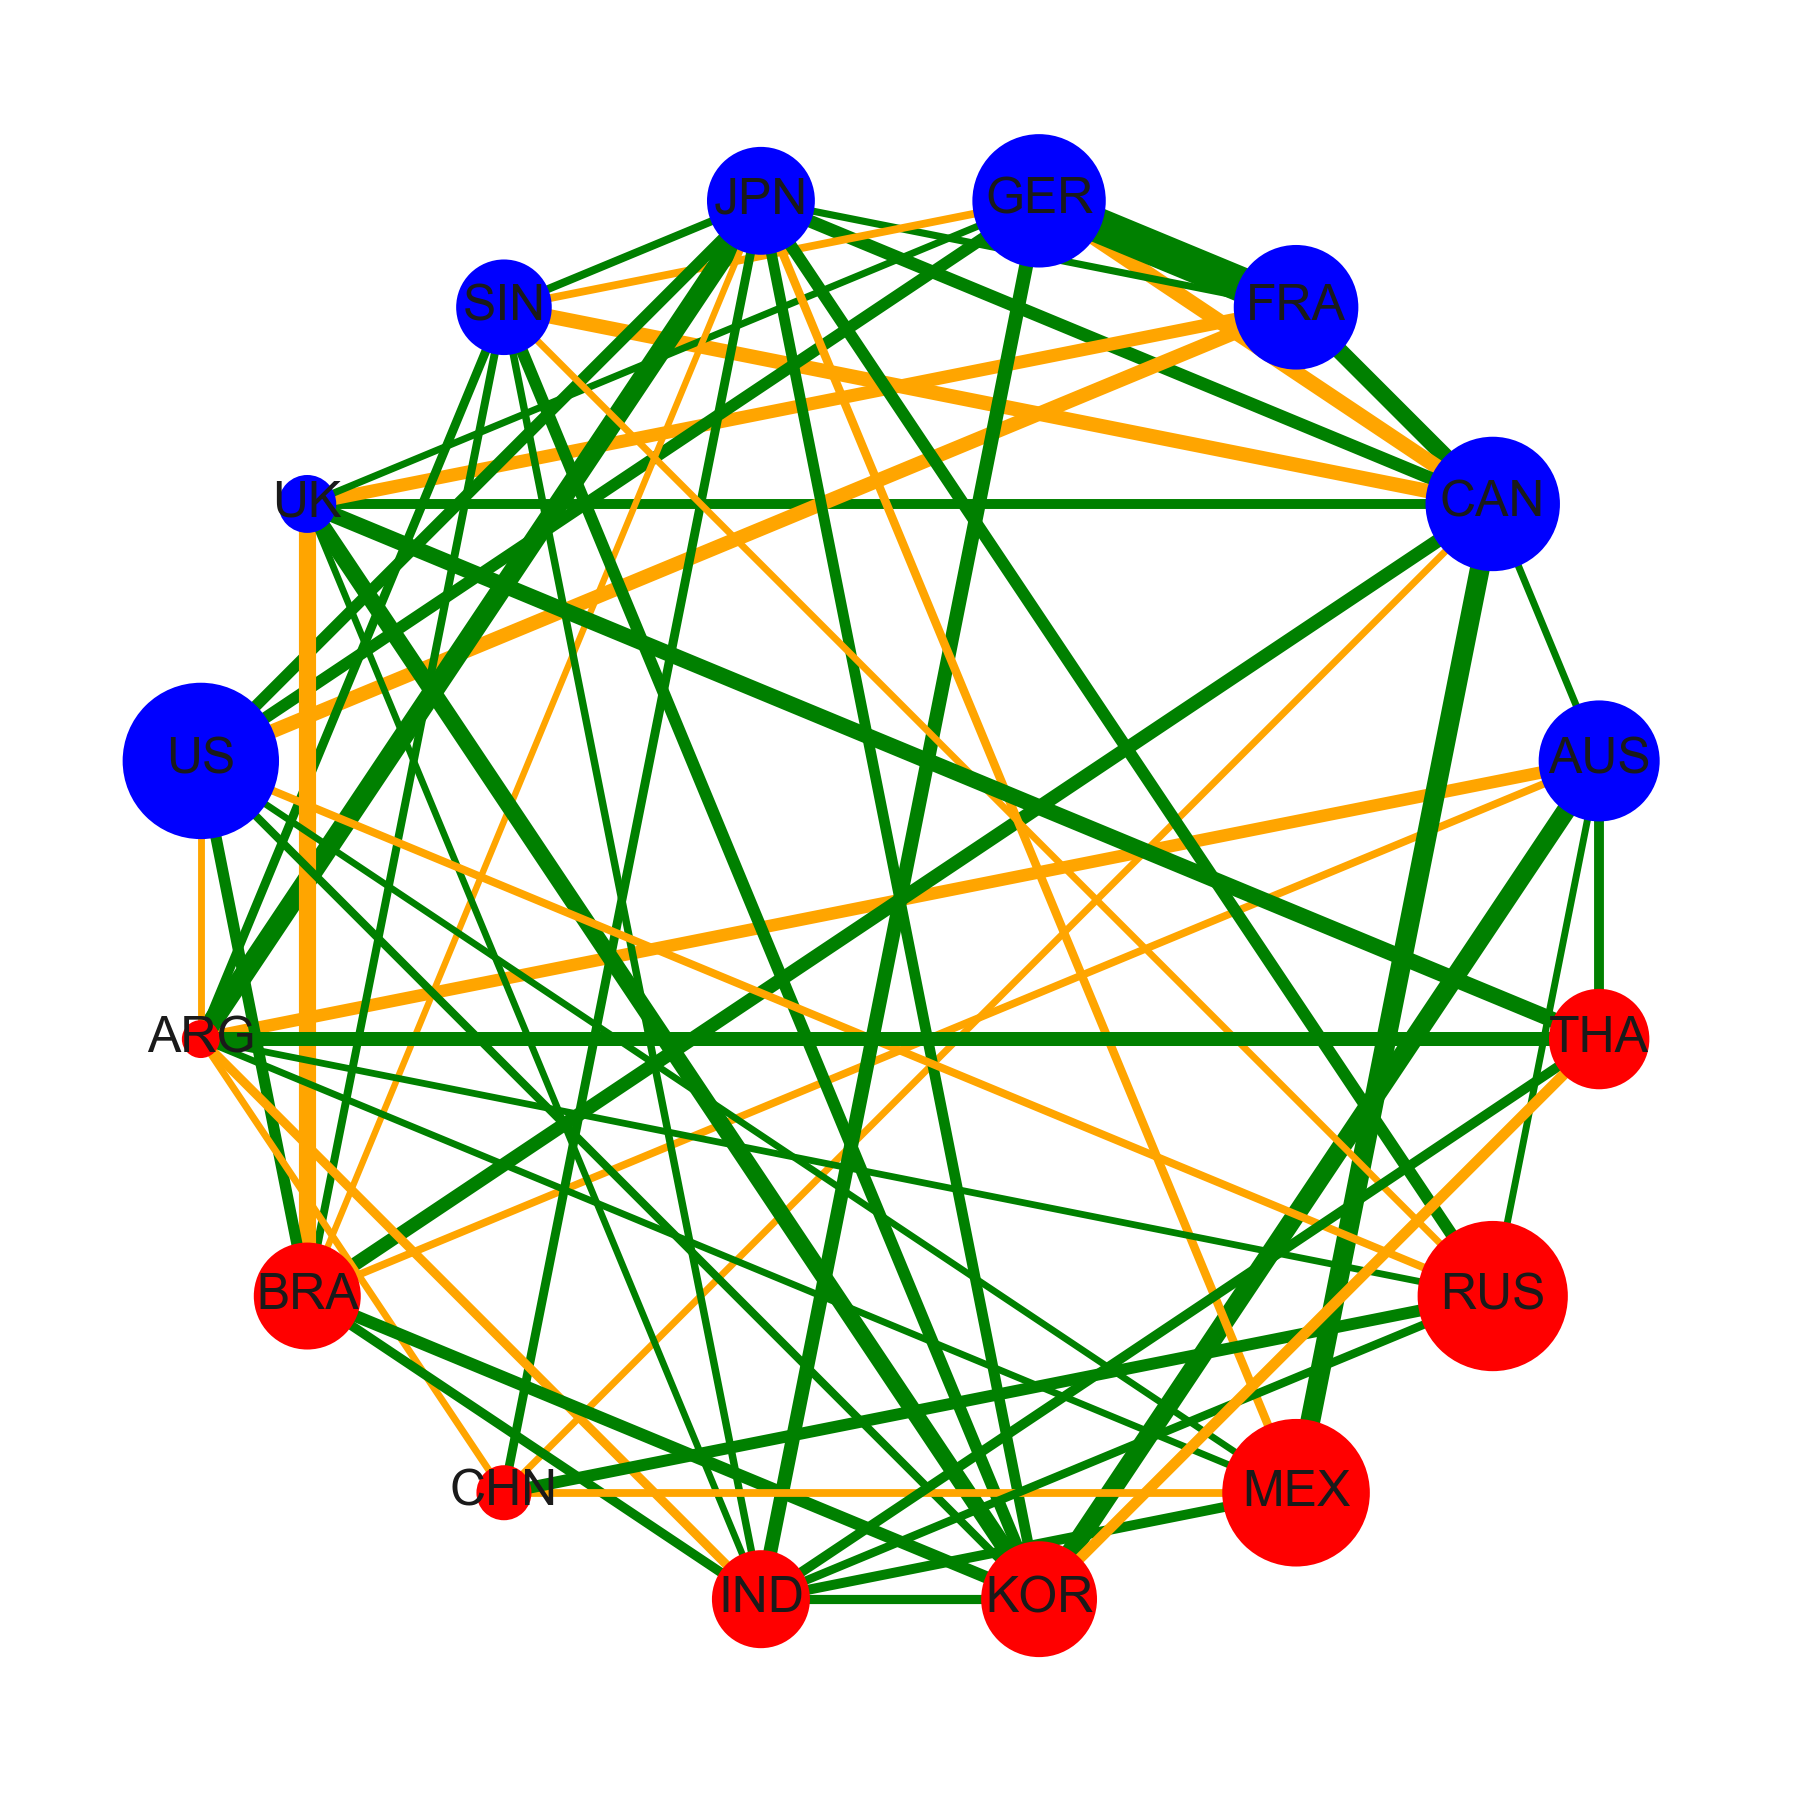 JPN
GER
SIN
FRA
UK
CAN
US
AUS
ARG
THA
BRA
RUS
CHN
MEX
IND
KOR